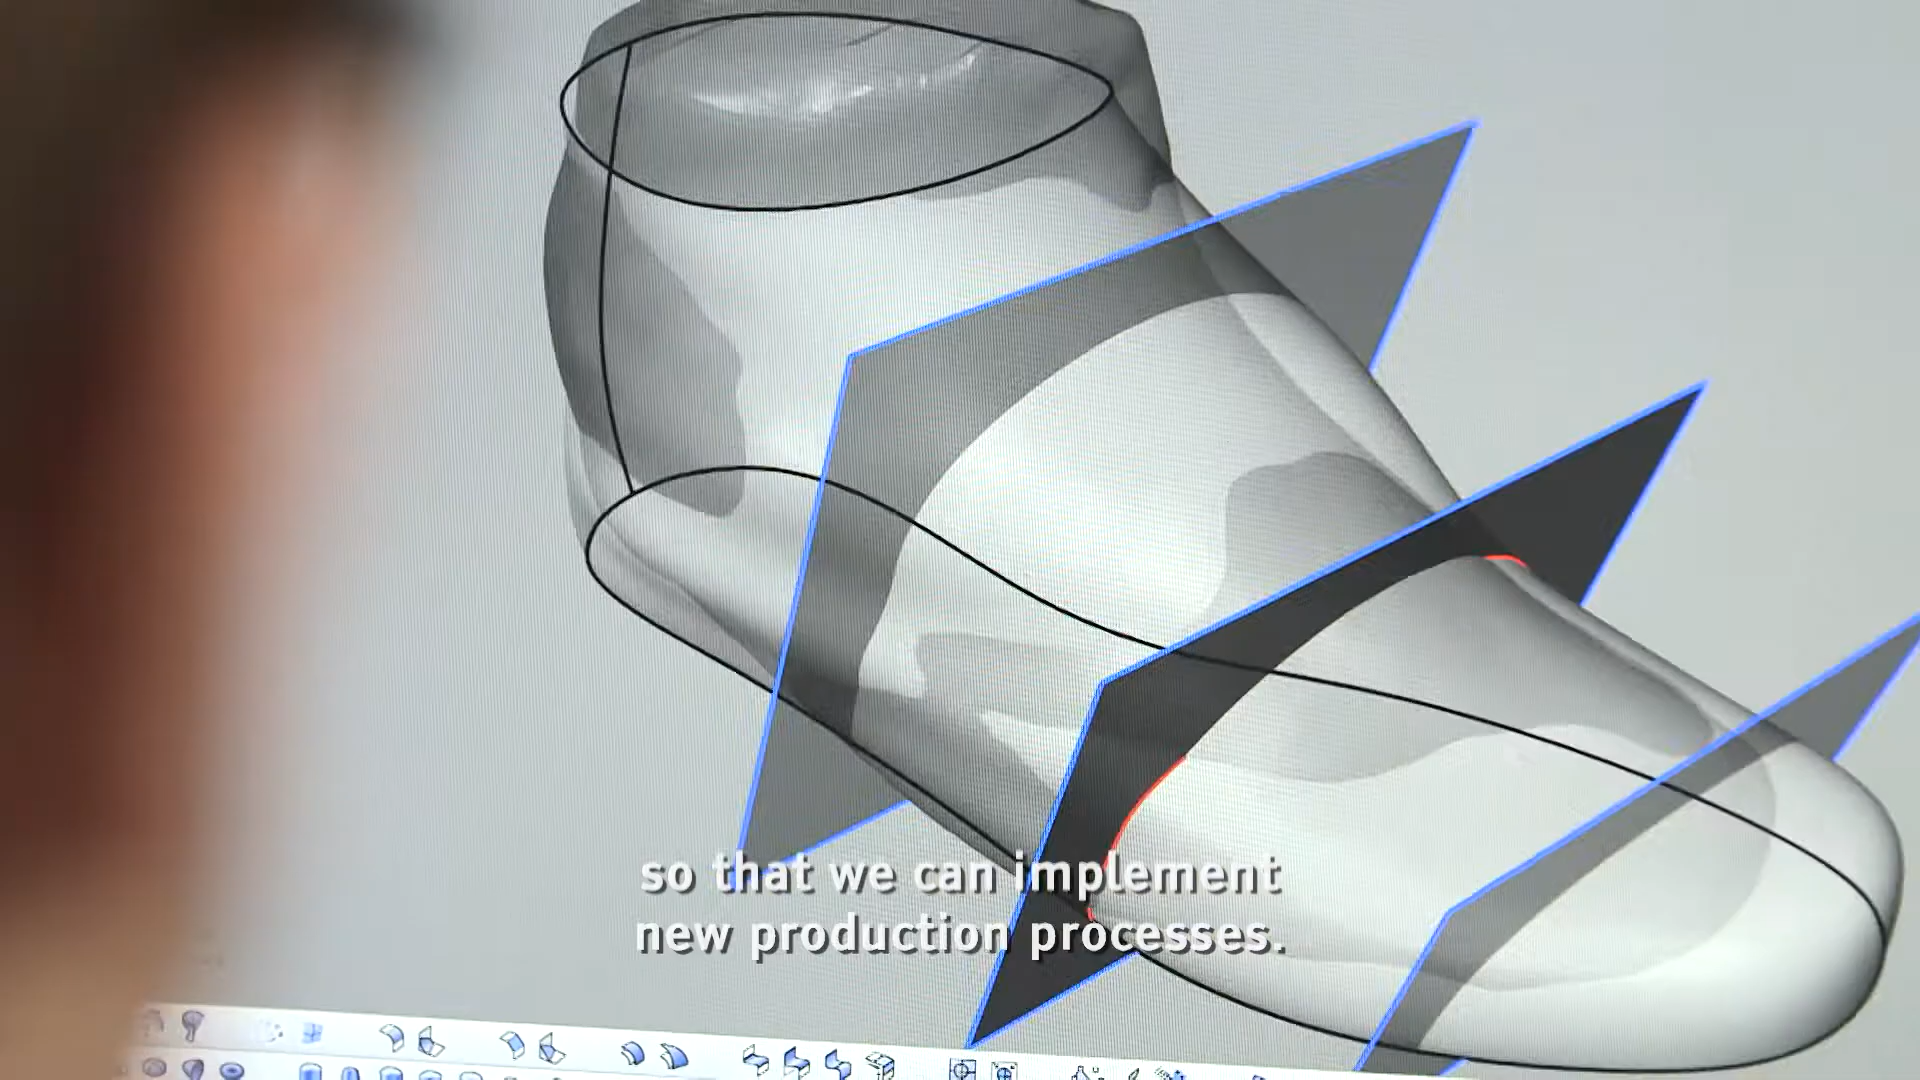 so that we can implement
new production processes.